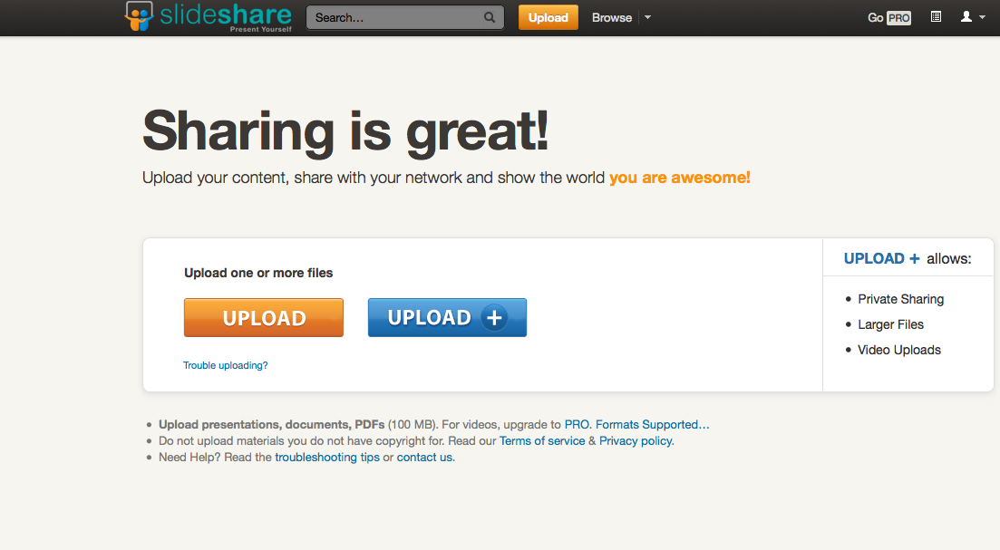 slideshare
Present Yourself
Search...
Upload
Browse
Go PRO
Sharing is great!
Upload your content, share with your network and show the world you are awesome!
Upload one or more files
UPLOAD
UPLOAD +
Trouble uploading?
UPLOAD + allows:
• Private Sharing
• Larger Files
• Video Uploads
• Upload presentations, documents, PDFs (100 MB). For videos, upgrade to PRO. Formats Supported...
• Do not upload materials you do not have copyright for. Read our Terms of service & Privacy policy.
• Need Help? Read the troubleshooting tips or contact us.